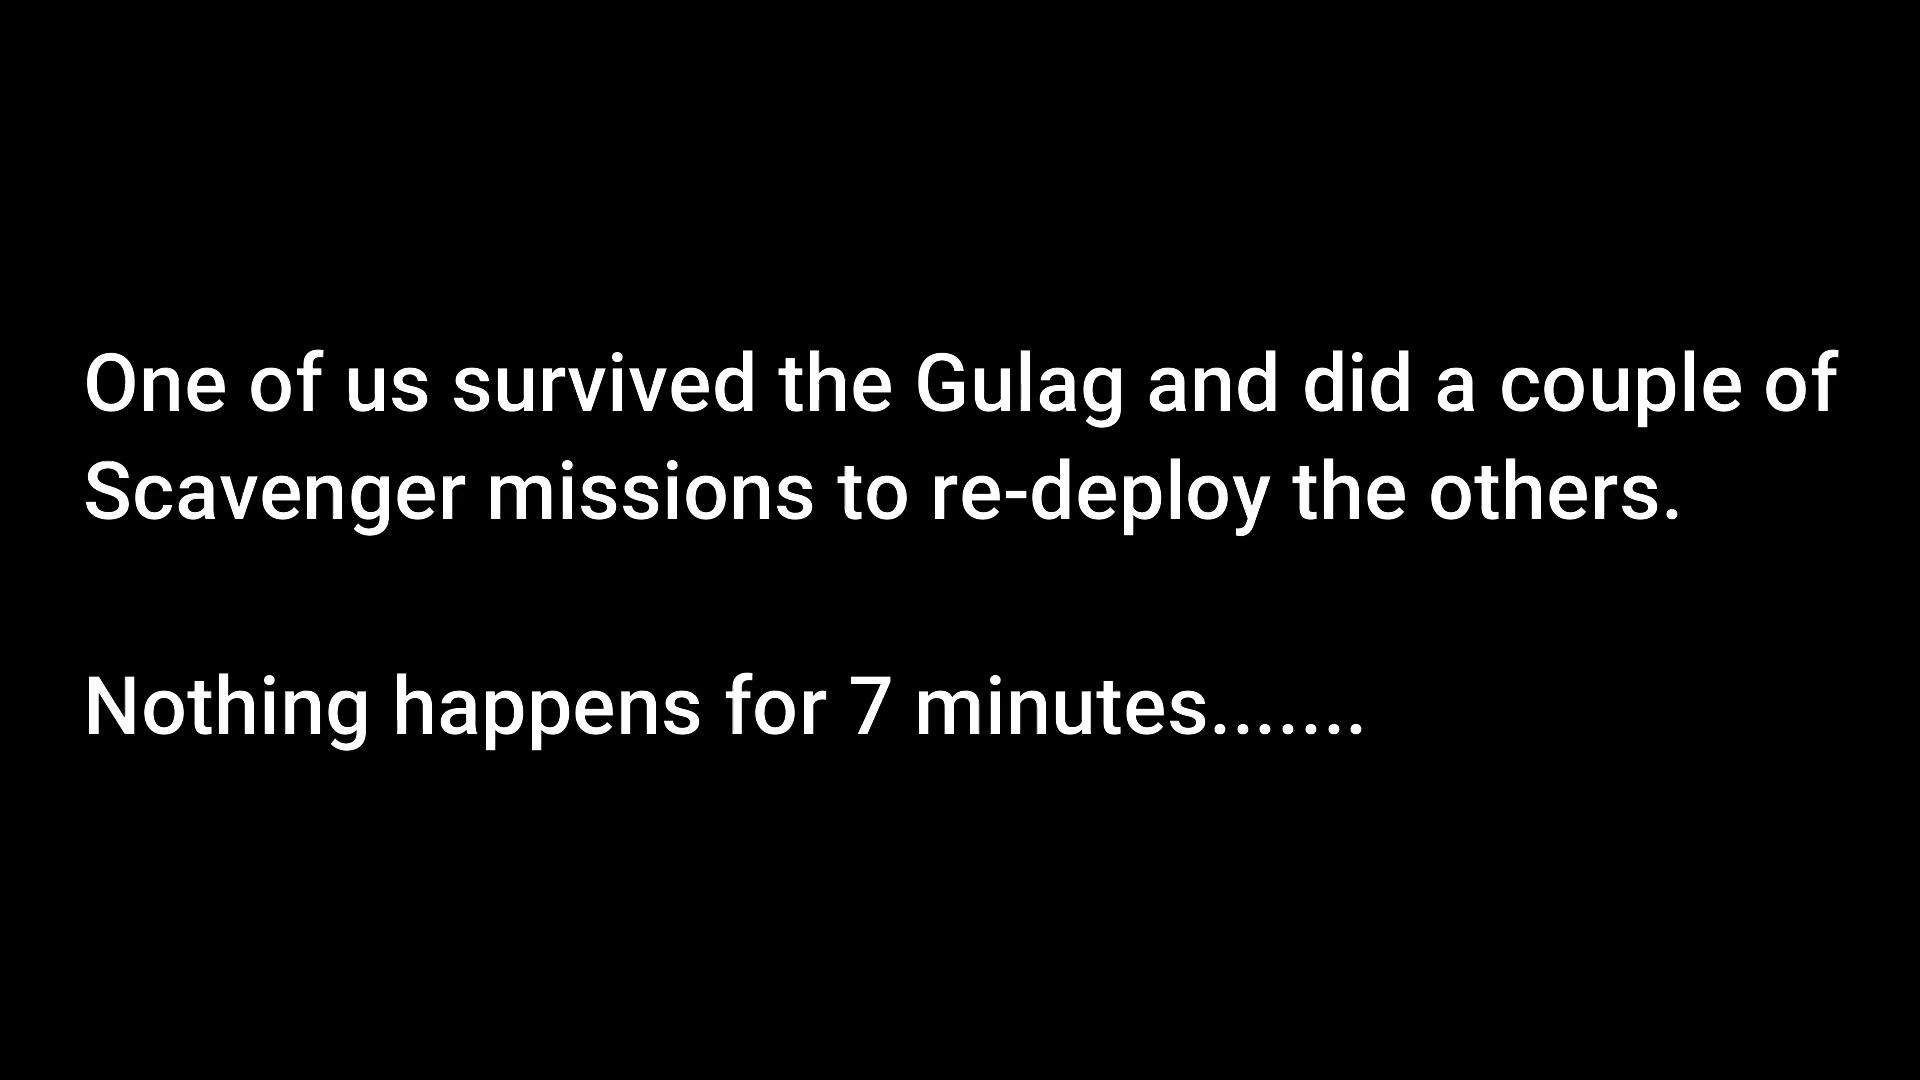 One of us survived the Gulag and did a couple of
Scavenger missions to re-deploy the others.
Nothing happens for 7 minutes.......